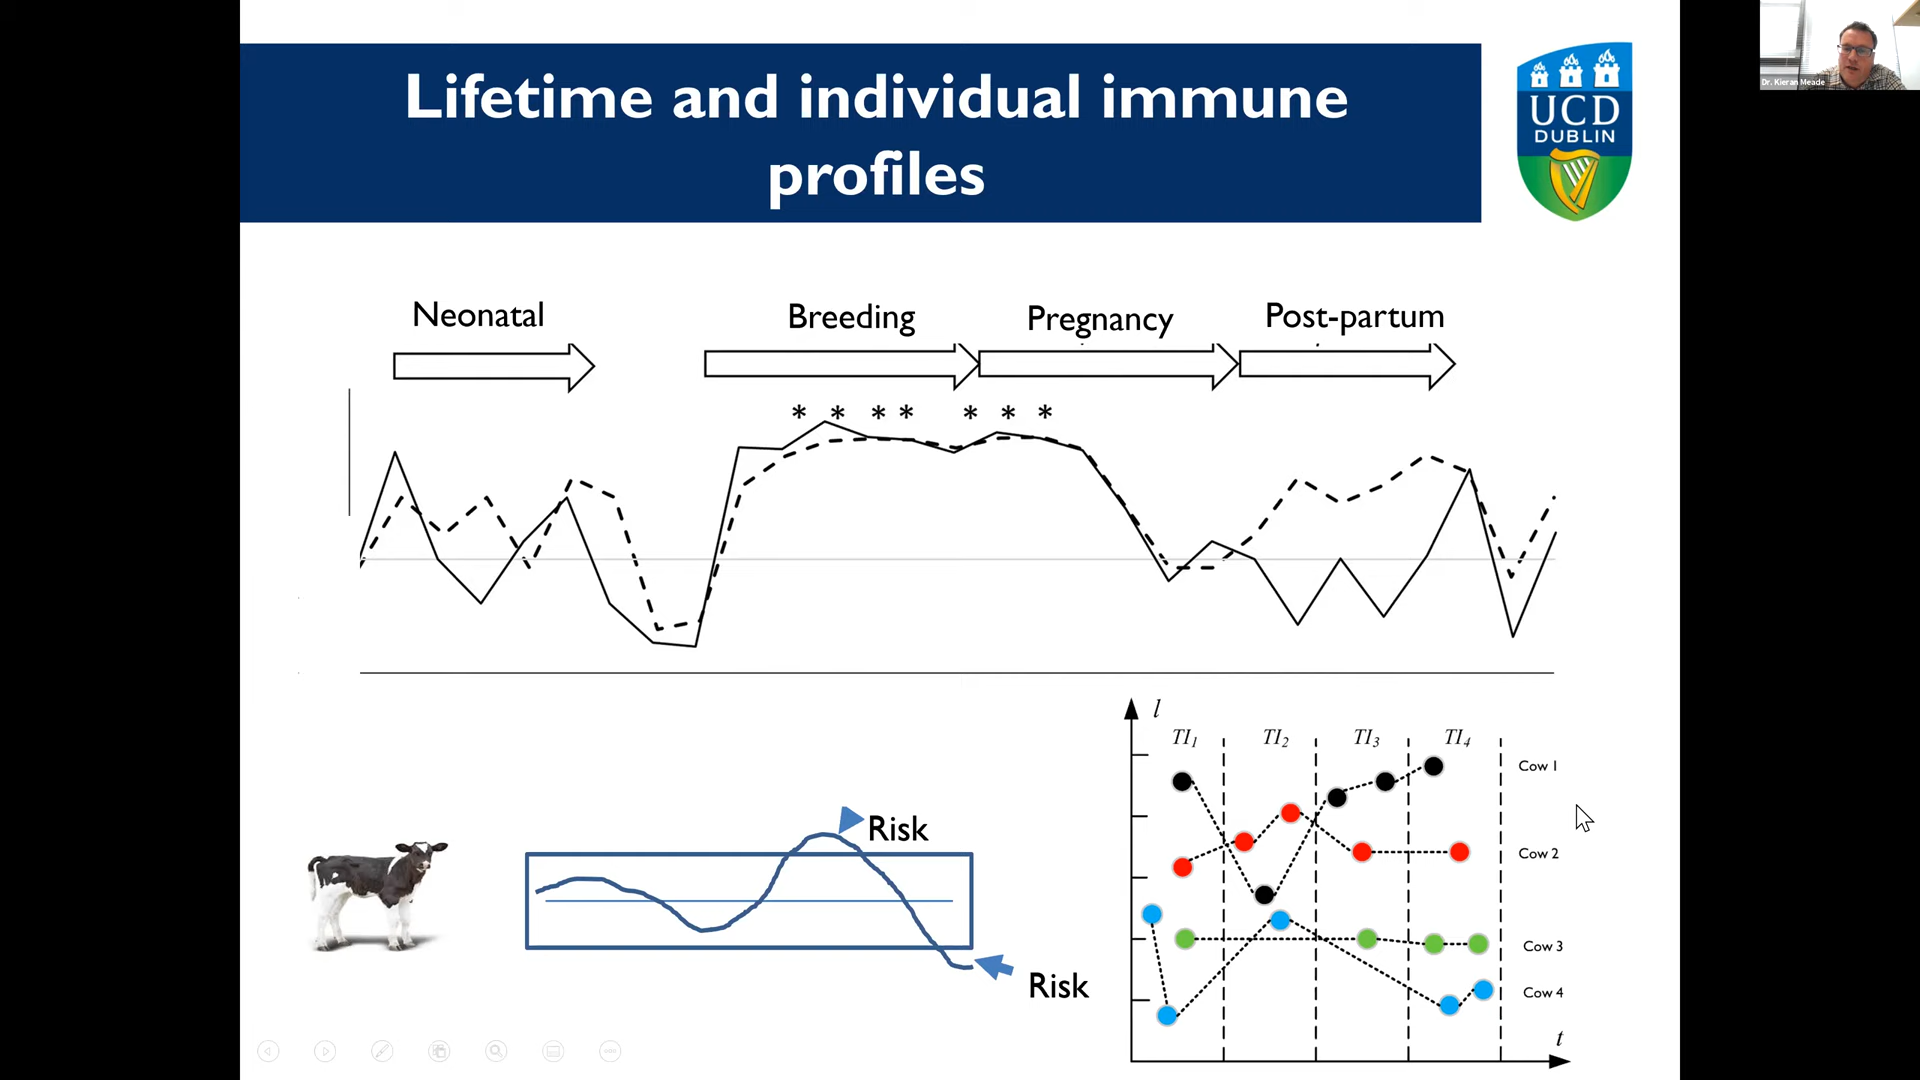 Lifetime and individual immune
profiles
UCD
DUBLIN
Dr. Kieran Meade
Neonatal
Breeding
Pregnancy
Post-partum
* * * * * * *
l
TI1 TI2 TI3 TI4
Cow 1
Cow 2
Cow 3
Cow 4
t
Risk
Risk